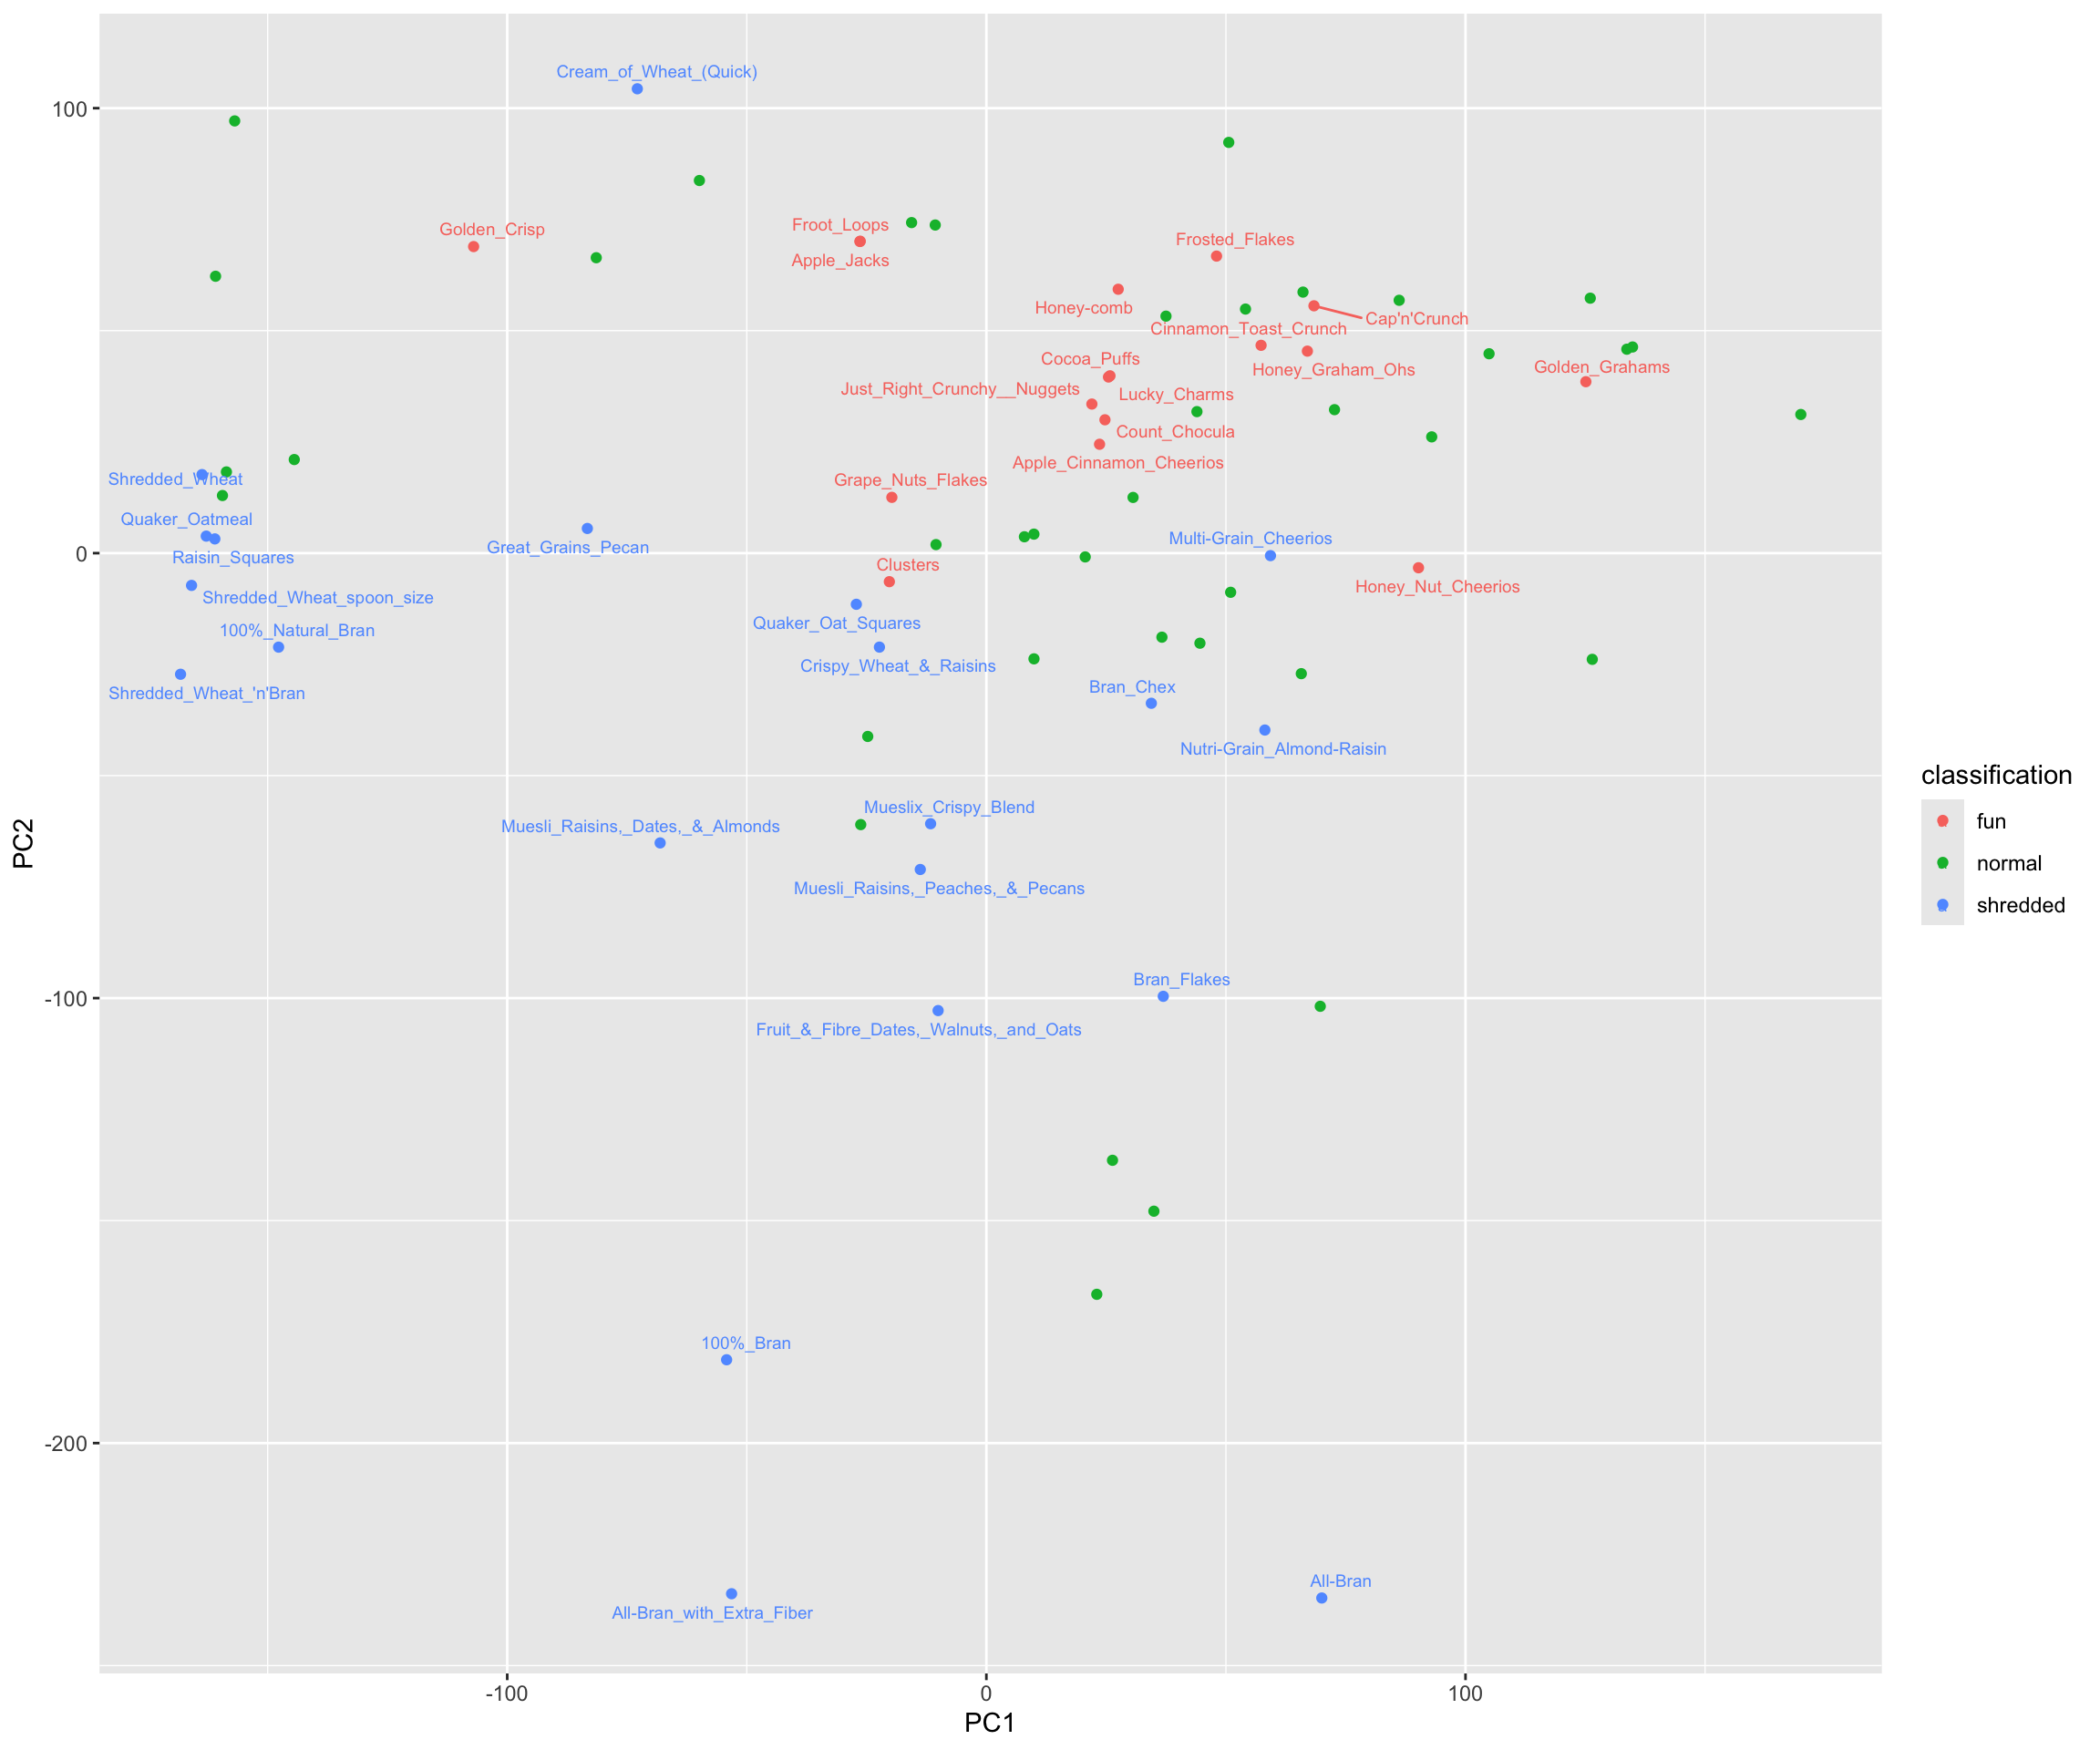 Cream_of_Wheat_(Quick)
100
Golden_Crisp
Froot_Loops
Apple_Jacks
Frosted_Flakes
Honey-comb
Cap'n'Crunch
Cinnamon_Toast_Crunch
Cocoa_Puffs
Honey_Graham_Ohs
Golden_Grahams
Just_Right_Crunchy__Nuggets
Lucky_Charms
Count_Chocula
Apple_Cinnamon_Cheerios
Shredded_Wheat
Grape_Nuts_Flakes
Quaker_Oatmeal
Great_Grains_Pecan
Multi-Grain_Cheerios
0
Raisin_Squares
Clusters
Honey_Nut_Cheerios
Shredded_Wheat_spoon_size
Quaker_Oat_Squares
100%_Natural_Bran
Crispy_Wheat_&_Raisins
Shredded_Wheat_'n'Bran
Bran_Chex
Nutri-Grain_Almond-Raisin
Mueslix_Crispy_Blend
Muesli_Raisins,_Dates,_&_Almonds
Muesli_Raisins,_Peaches,_&_Pecans
PC2
Bran_Flakes
-100
Fruit_&_Fibre_Dates,_Walnuts,_and_Oats
100%_Bran
-200
All-Bran
All-Bran_with_Extra_Fiber
-100
0
100
PC1
classification
fun
normal
shredded